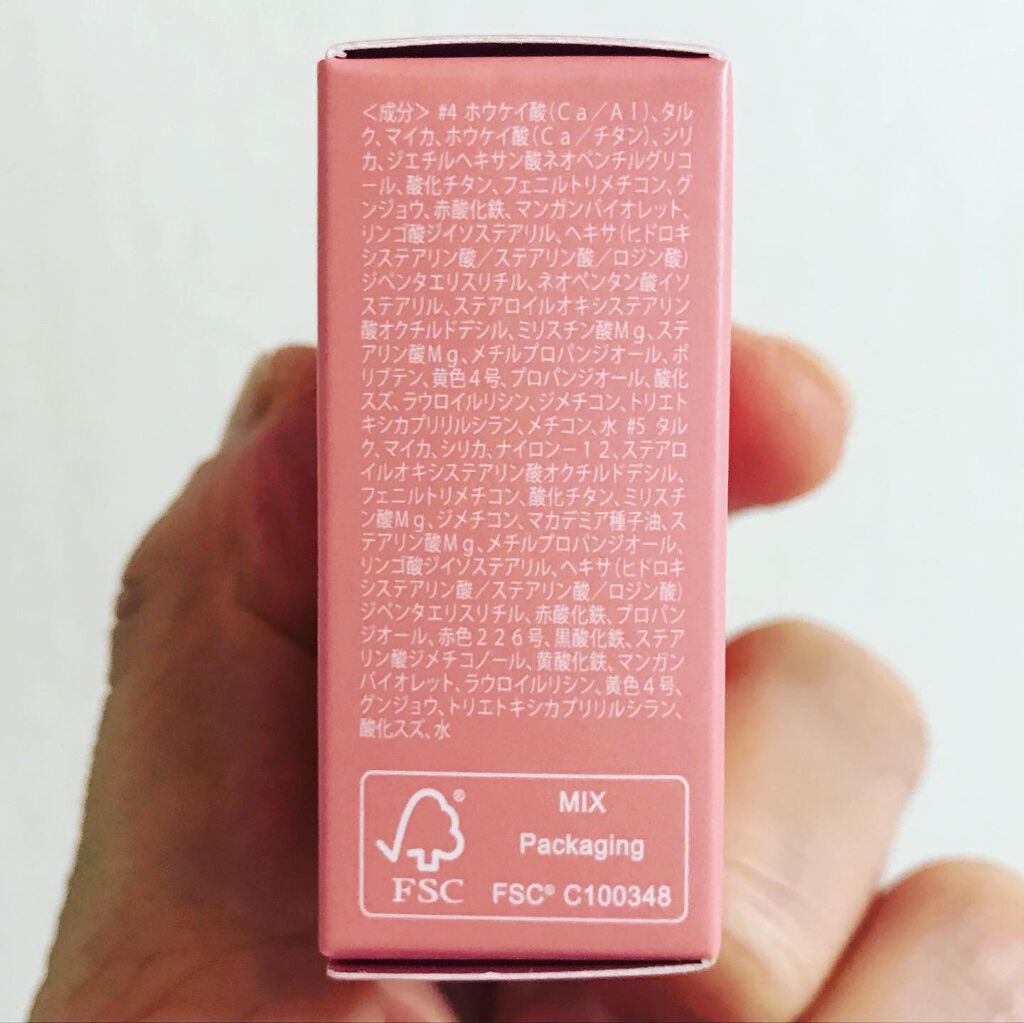 ＜成分＞ #4 ホウケイ酸(Ca／Al)、タル
ク、マイカ、ホウケイ酸(Ca／チタン)、シリ
カ、ジエチルヘキサン酸ネオペンチルグリコ
ール、酸化チタン、フェニルトリメチコン、グ
ンジョウ、赤酸化鉄、マンガンバイオレット、
リンゴ酸ジイソステアリル、ヘキサ(ヒドロキ
システアリン酸／ステアリン酸／ロジン酸)
ジペンタエリスリチル、ネオペンタン酸イソ
ステアリル、ステアロイルオキシステアリン
酸オクチルドデシル、ミリスチン酸Mg、ステ
アリン酸Mg、メチルプロパンジオール、ポ
リブテン、黄色４号、プロパンジオール、酸化
スズ、ラウロイルリシン、ジメチコン、トリエト
キシカプリリルシラン、メチコン、水 #5 タル
ク、マイカ、シリカ、ナイロン－１２、ステアロ
イルオキシステアリン酸オクチルドデシル、
フェニルトリメチコン、酸化チタン、ミリスチ
ン酸Mg、ジメチコン、マカデミア種子油、ス
テアリン酸Mg、メチルプロパンジオール、
リンゴ酸ジイソステアリル、ヘキサ(ヒドロキ
システアリン酸／ステアリン酸／ロジン酸)
ジペンタエリスリチル、赤酸化鉄、プロパン
ジオール、赤色２２６号、黒酸化鉄、ステア
リン酸ジメチコノール、黄酸化鉄、マンガン
バイオレット、ラウロイルリシン、黄色４号、
グンジョウ、トリエトキシカプリリルシラン、
酸化スズ、水
MIX
Packaging
FSC® C100348
®
FSC